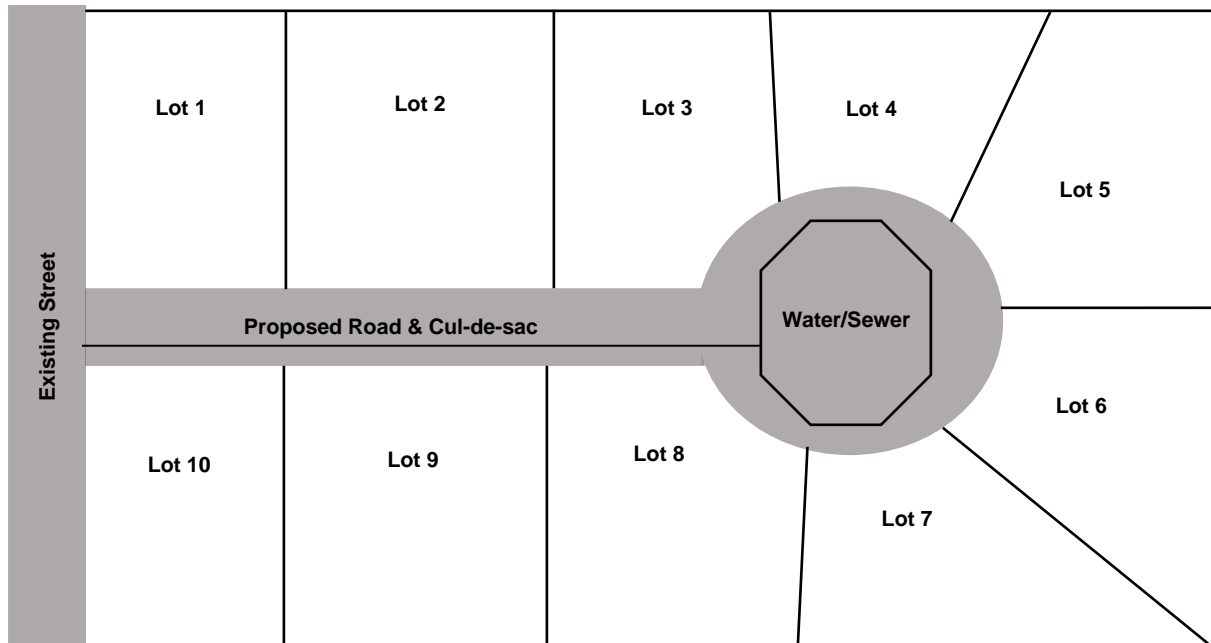 Lot 1
Lot 2
Lot 3
Lot 4
Lot 5
Existing Street
Proposed Road & Cul-de-sac
Water/Sewer
Lot 6
Lot 10
Lot 9
Lot 8
Lot 7